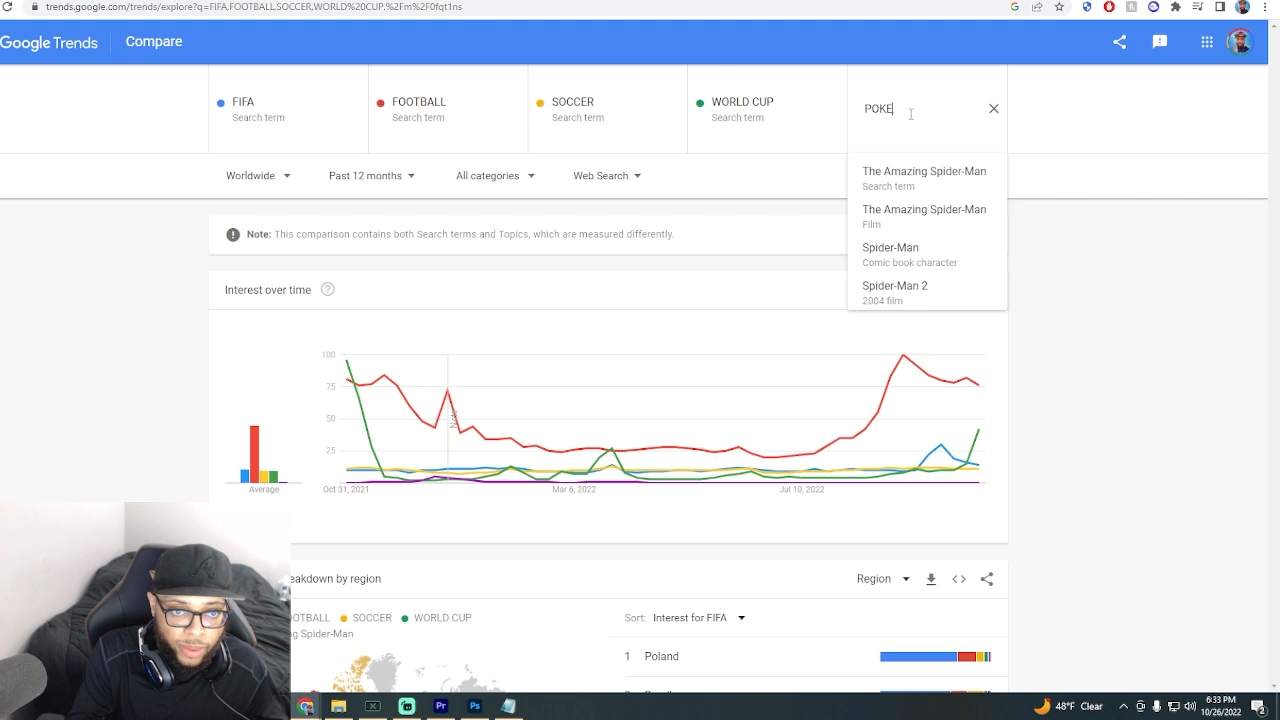 trends.google.com/trends/explore?q=FIFA,FOOTBALL,SOCCER,WORLD%20CUP,%2Fm%2F0fqt1ns
Google Trends Compare
FIFA
Search term
FOOTBALL
Search term
SOCCER
Search term
WORLD CUP
Search term
POKE
The Amazing Spider-Man
Search term
The Amazing Spider-Man
Film
Spider-Man
Comic book character
Spider-Man 2
2004 film
Worldwide Past 12 months All categories Web Search
Note: This comparison contains both Search terms and Topics, which are measured differently.
Interest over time
100
75
50
25
Note
Average
Oct 31, 2021 Mar 6, 2022 Jul 10, 2022
eakdown by region Region
OTBALL SOCCER WORLD CUP
g Spider-Man
Sort: Interest for FIFA
1 Poland
Pr Ps
48°F Clear
6:33 PM
10/26/2022
2